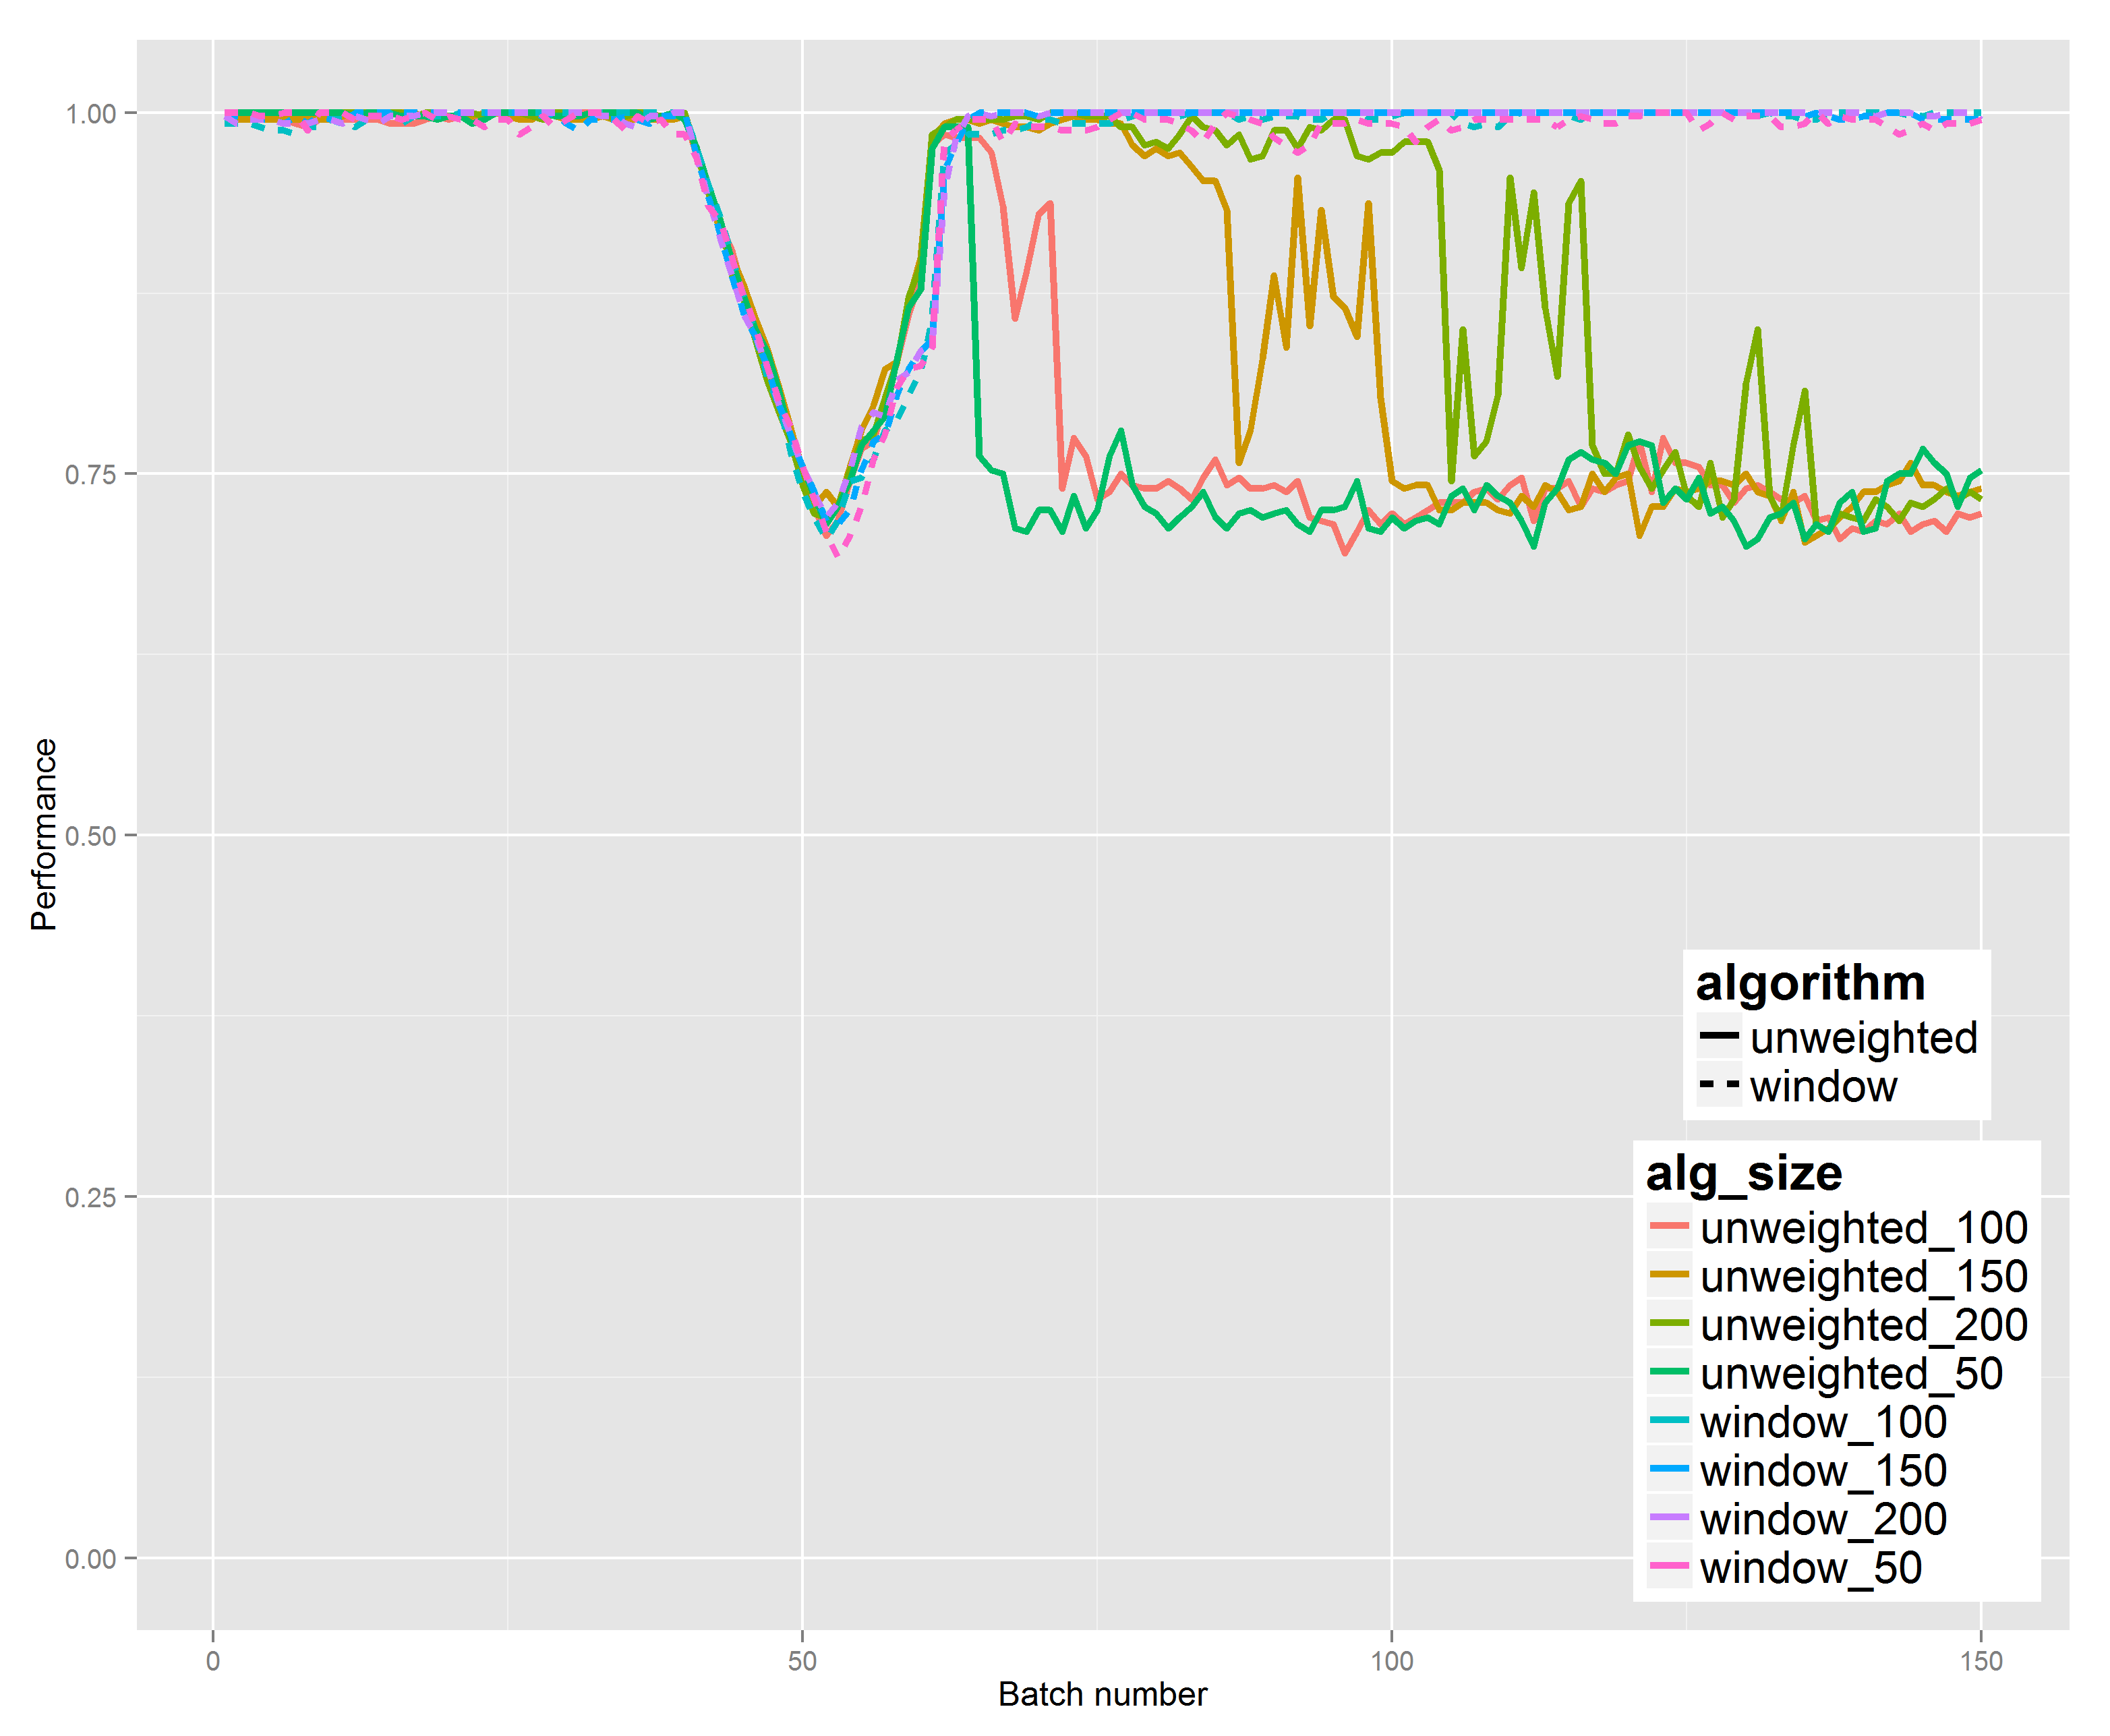 1.00
0.75
0.50
0.25
0.00
Performance
0
50
100
150
Batch number
algorithm
unweighted
window
alg_size
unweighted_100
unweighted_150
unweighted_200
unweighted_50
window_100
window_150
window_200
window_50